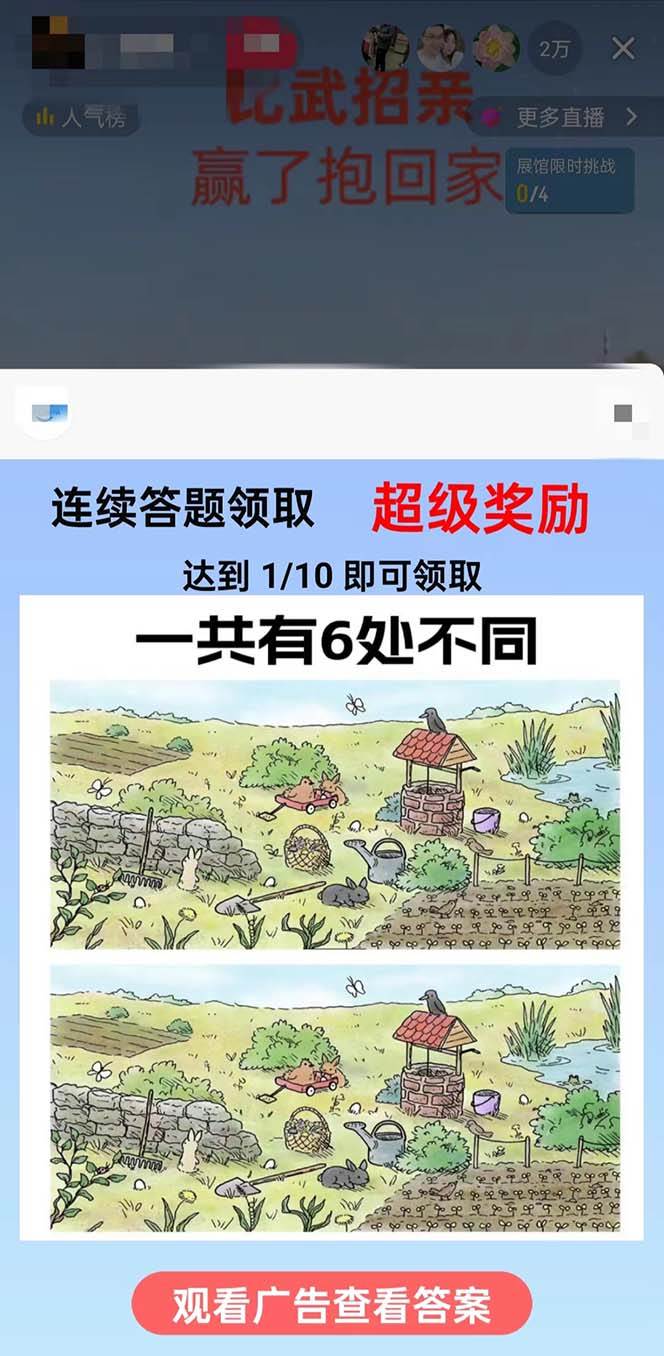 2万
人气榜
比武招亲
更多直播
赢了抱回家
展馆限时挑战
0/4
连续答题领取 超级奖励
达到 1/10 即可领取
一共有6处不同
观看广告查看答案